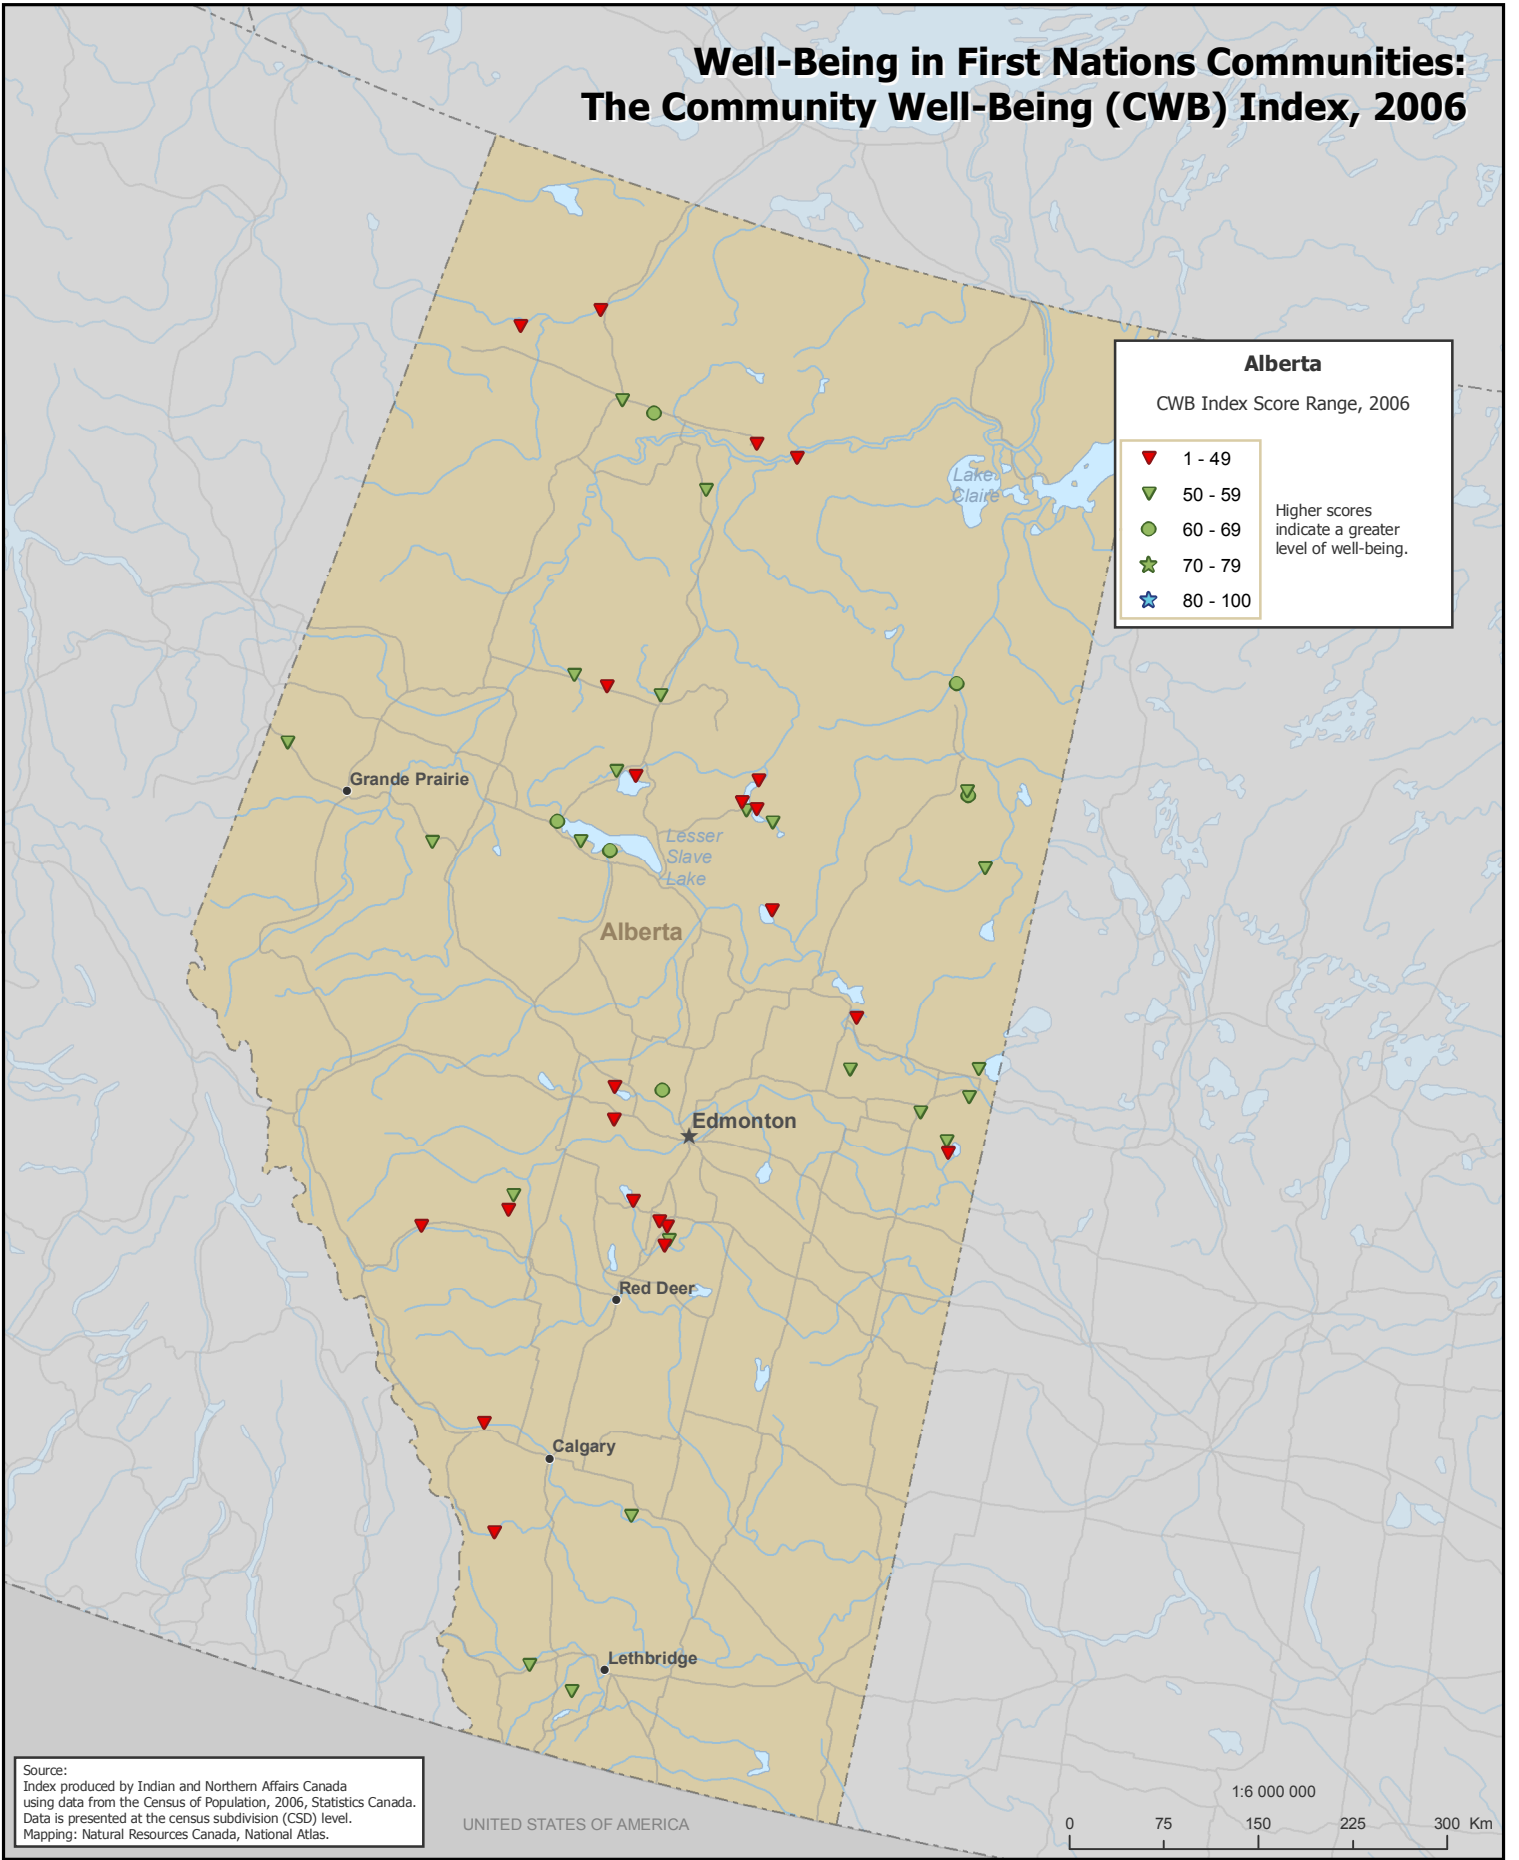 Well-Being in First Nations Communities:
The Community Well-Being (CWB) Index, 2006
Alberta
CWB Index Score Range, 2006
1 - 49
50 - 59
60 - 69
70 - 79
80 - 100
Higher scores
indicate a greater
level of well-being.
Lake
Claire
Grande Prairie
Lesser
Slave
Lake
Alberta
Edmonton
Red Deer
Calgary
Lethbridge
UNITED STATES OF AMERICA
Source:
Index produced by Indian and Northern Affairs Canada
using data from the Census of Population, 2006, Statistics Canada.
Data is presented at the census subdivision (CSD) level.
Mapping: Natural Resources Canada, National Atlas.
1:6 000 000
0 75 150 225 300 Km